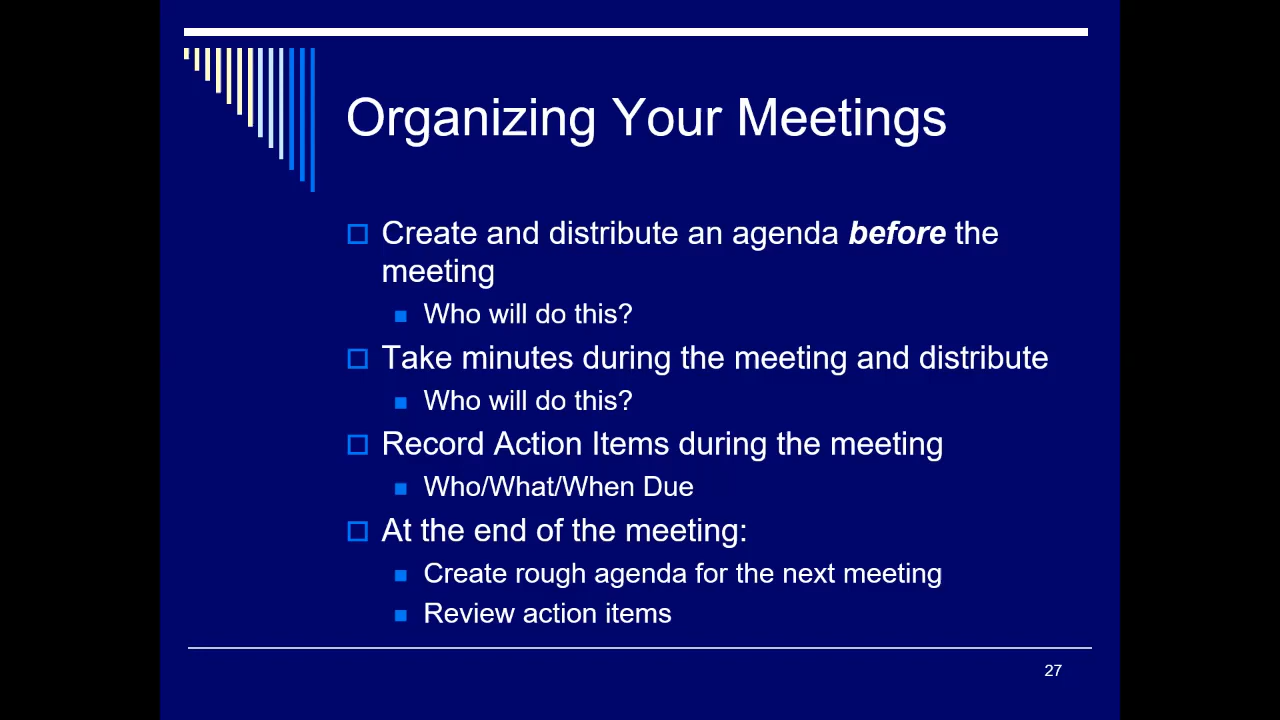 Organizing Your Meetings
Create and distribute an agenda before the
meeting
Who will do this?
Take minutes during the meeting and distribute
Who will do this?
Record Action Items during the meeting
Who/What/When Due
At the end of the meeting:
Create rough agenda for the next meeting
Review action items
27